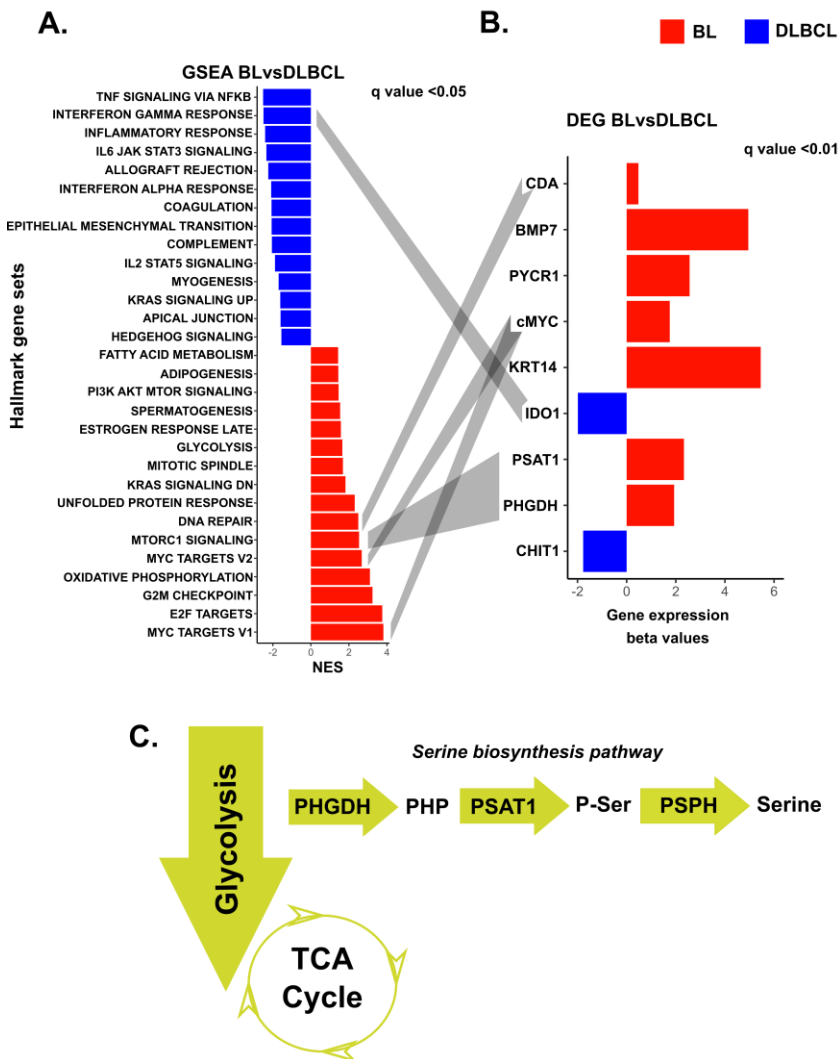 A.
GSEA BLvsDLBCL
q value <0.05
Hallmark gene sets
TNF SIGNALING VIA NFKB
INTERFERON GAMMA RESPONSE
INFLAMMATORY RESPONSE
IL6 JAK STAT3 SIGNALING
ALLOGRAFT REJECTION
INTERFERON ALPHA RESPONSE
COAGULATION
EPITHELIAL MESENCHYMAL TRANSITION
COMPLEMENT
IL2 STAT5 SIGNALING
MYOGENESIS
KRAS SIGNALING UP
APICAL JUNCTION
HEDGEHOG SIGNALING
FATTY ACID METABOLISM
ADIPOGENESIS
PI3K AKT MTOR SIGNALING
SPERMATOGENESIS
ESTROGEN RESPONSE LATE
GLYCOLYSIS
MITOTIC SPINDLE
KRAS SIGNALING DN
UNFOLDED PROTEIN RESPONSE
DNA REPAIR
MTORC1 SIGNALING
MYC TARGETS V2
OXIDATIVE PHOSPHORYLATION
G2M CHECKPOINT
E2F TARGETS
MYC TARGETS V1
-2 0 2 4
NES
B.
BL DLBCL
DEG BLvsDLBCL
q value <0.01
CDA
BMP7
PYCR1
cMYC
KRT14
IDO1
PSAT1
PHGDH
CHIT1
-2 0 2 4 6
Gene expression
beta values
C.
Glycolysis
Serine biosynthesis pathway
PHGDH PHP PSAT1 P-Ser PSPH Serine
TCA
Cycle